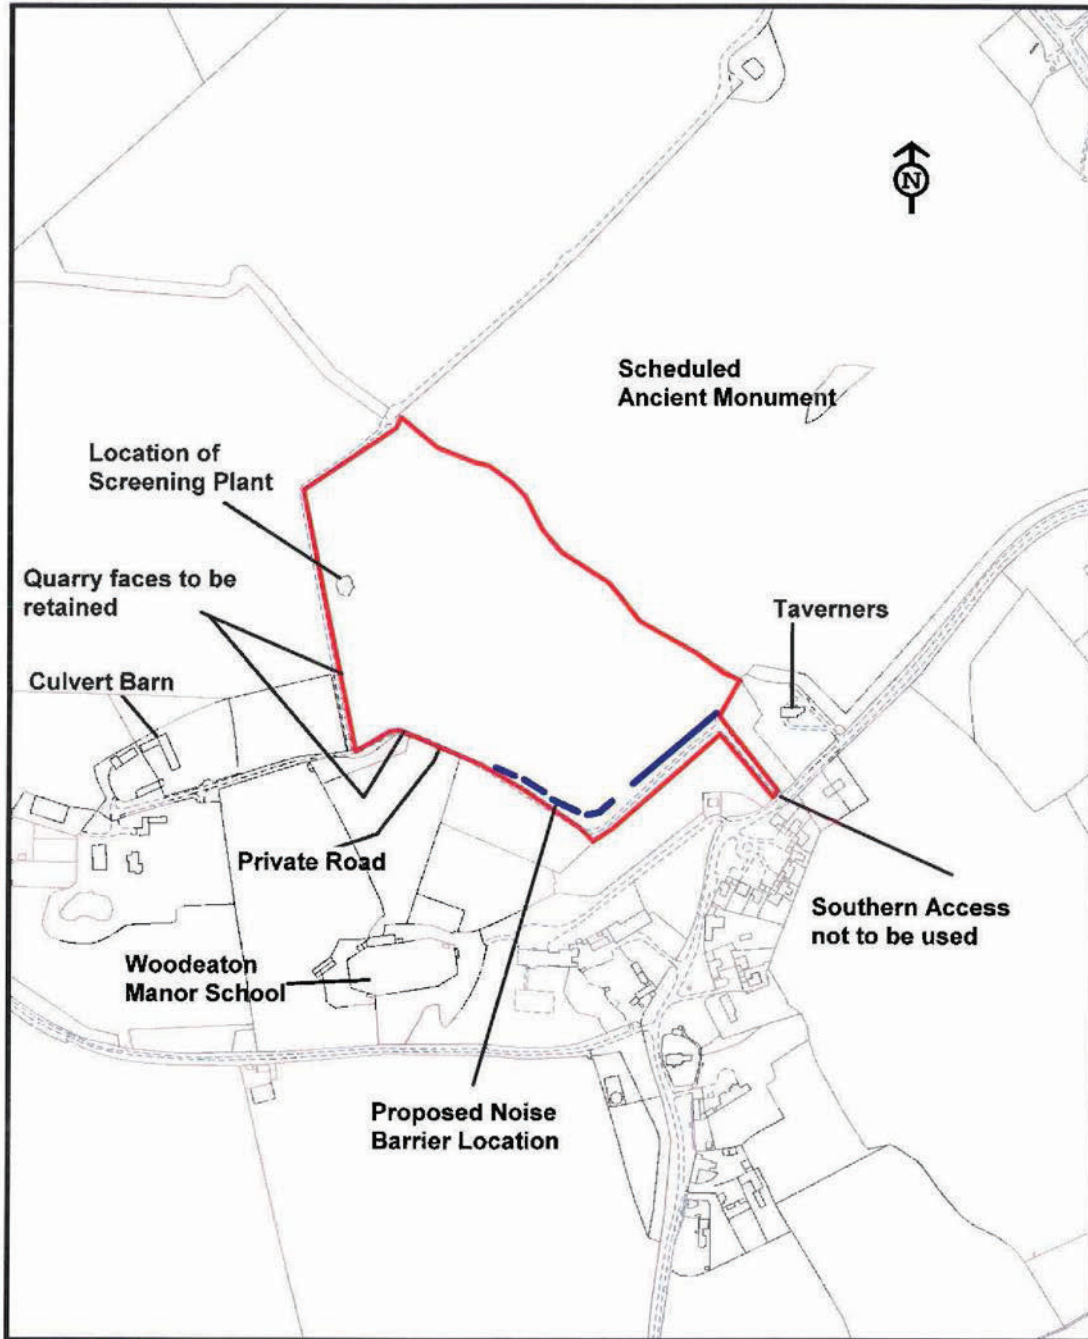 N
Scheduled
Ancient Monument
Location of
Screening Plant
Quarry faces to be
retained
Taverners
Culvert Barn
Private Road
Southern Access
not to be used
Woodeaton
Manor School
Proposed Noise
Barrier Location